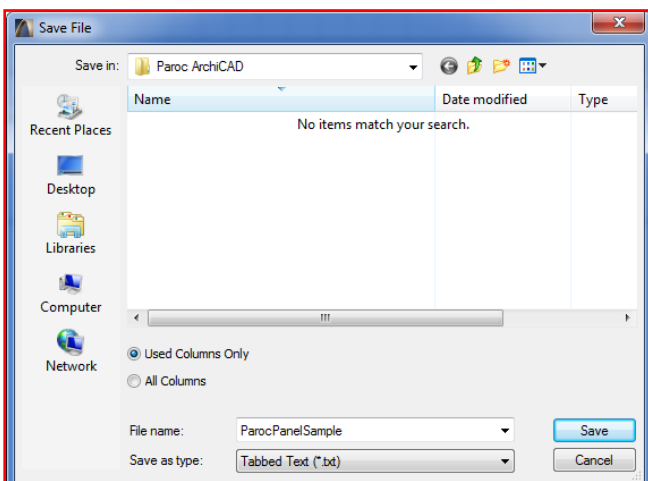 Save File
Save in: Paroc ArchiCAD
Name Date modified Type
No items match your search.
Recent Places
Desktop
Libraries
Computer
Network
Used Columns Only
All Columns
File name: ParocPanelSample Save
Save as type: Tabbed Text (*.txt) Cancel